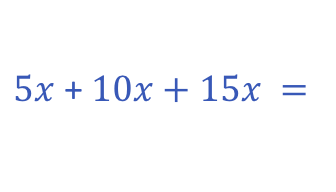 5x + 10x + 15x =